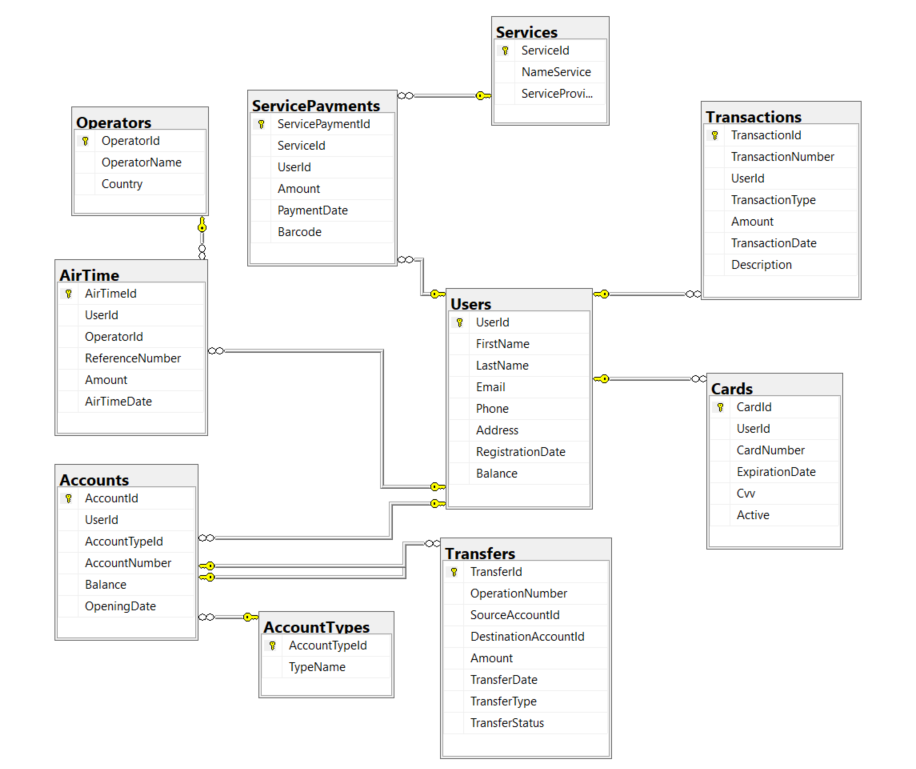 Services
ServiceId
NameService
ServiceProvi...
ServicePayments
ServicePaymentId
ServiceId
UserId
Amount
PaymentDate
Barcode
Operators
OperatorId
OperatorName
Country
Transactions
TransactionId
TransactionNumber
UserId
TransactionType
Amount
TransactionDate
Description
AirTime
AirTimeId
UserId
OperatorId
ReferenceNumber
Amount
AirTimeDate
Users
UserId
FirstName
LastName
Email
Phone
Address
RegistrationDate
Balance
Cards
CardId
UserId
CardNumber
ExpirationDate
Cvv
Active
Accounts
AccountId
UserId
AccountTypeId
AccountNumber
Balance
OpeningDate
Transfers
TransferId
OperationNumber
SourceAccountId
DestinationAccountId
Amount
TransferDate
TransferType
TransferStatus
AccountTypes
AccountTypeId
TypeName